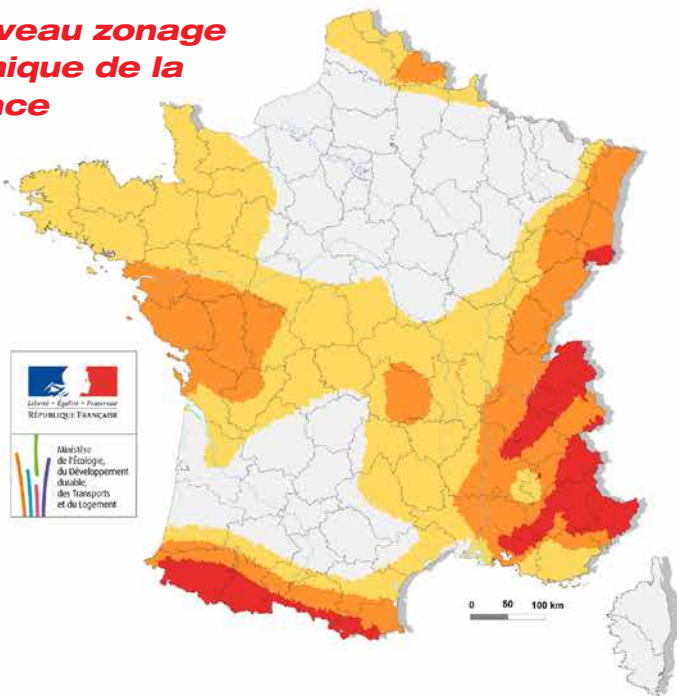 veau zonage
nique de la
nce
Liberté • Égalité • Fraternité
RÉPUBLIQUE FRANÇAISE
Ministère
de l'Écologie,
du Développement
durable,
des Transports
et du Logement
0 50 100 km